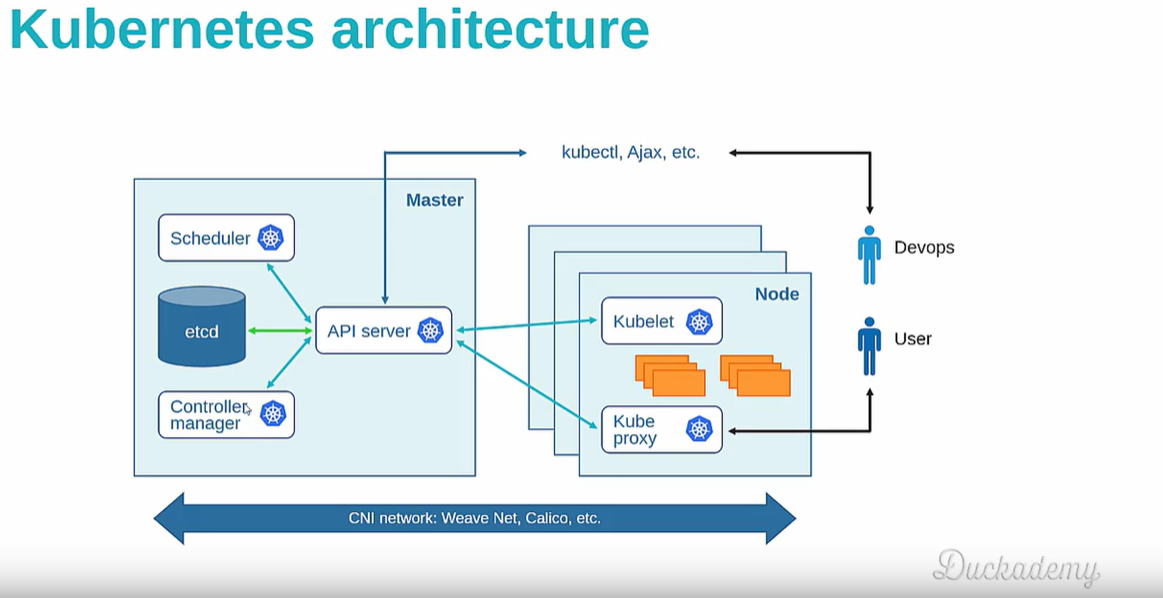 Kubernetes architecture
kubectl, Ajax, etc.
Master
Scheduler
etcd
API server
Controller
manager
Node
Kubelet
Kube
proxy
Devops
User
CNI network: Weave Net, Calico, etc.
Duckademy